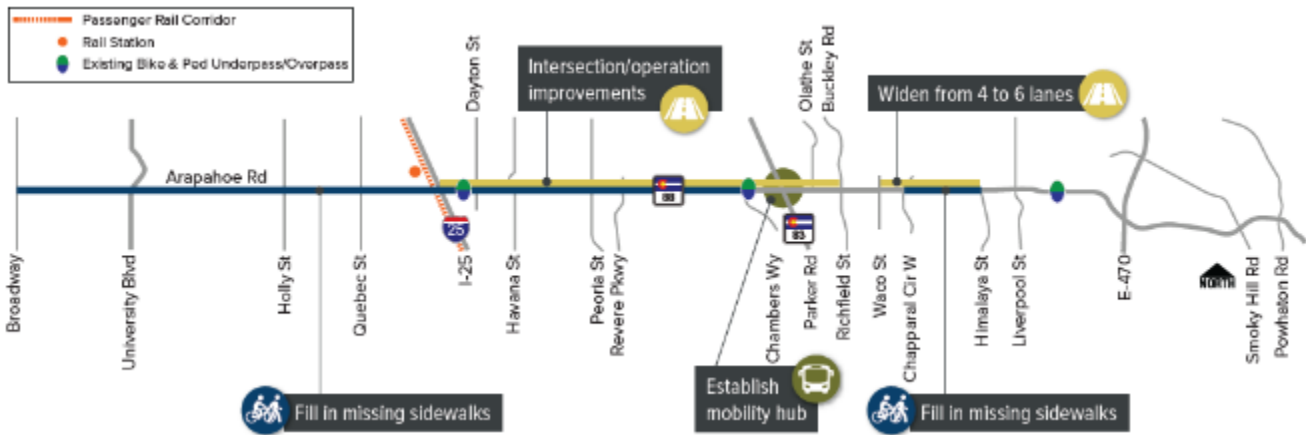 Passenger Rail Corridor
Rail Station
Existing Bike & Ped Underpass/Overpass
Dayton St
Intersection/operation
improvements
Olathe St
Buckley Rd
Widen from 4 to 6 lanes
Arapahoe Rd
88
25
83
Broadway
University Blvd
Holly St
Quebec St
I-25
Havana St
Peoria St
Revere Pkwy
Chambers Wy
Parker Rd
Richfield St
Waco St
Chapparal Cir W
Himalaya St
Liverpool St
E-470
NORTH
Smoky Hill Rd
Powhaton Rd
Fill in missing sidewalks
Establish
mobility hub
Fill in missing sidewalks